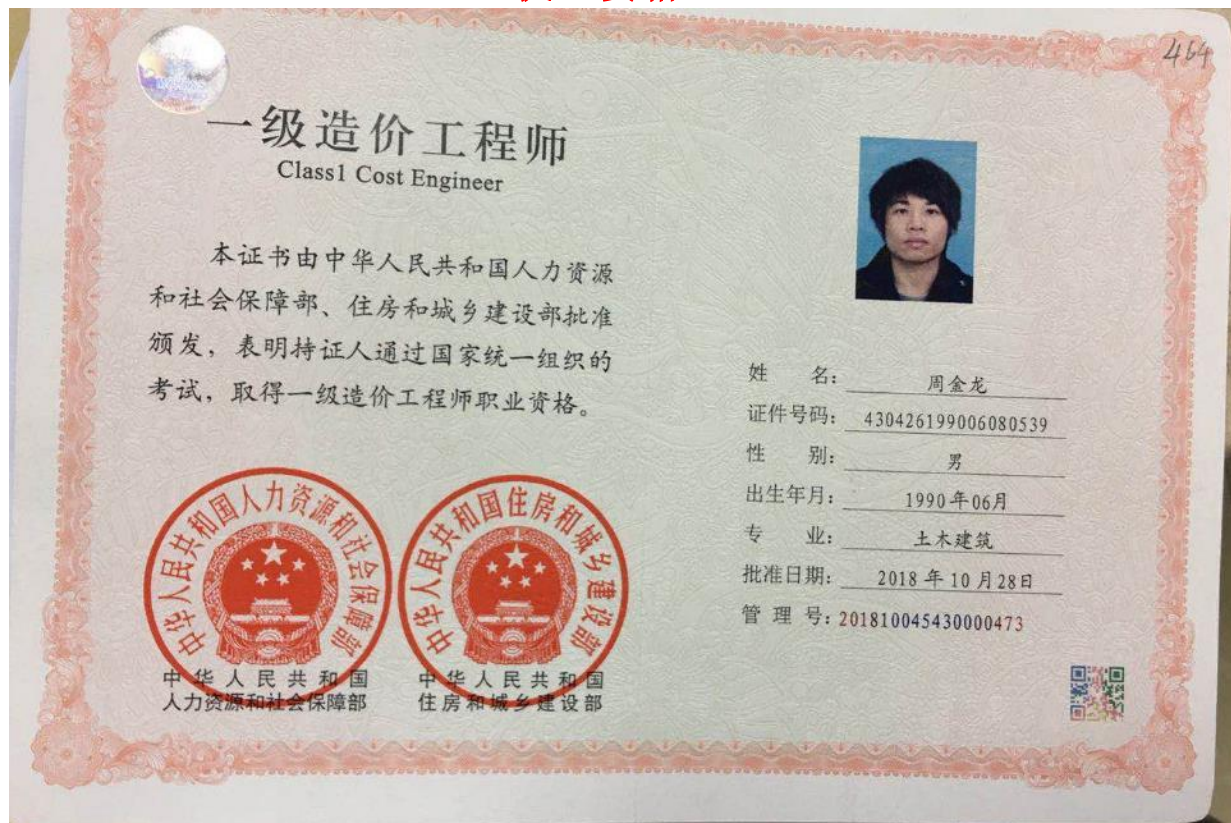 464
一级造价工程师
Class1 Cost Engineer
本证书由中华人民共和国人力资源
和社会保障部、住房和城乡建设部批准
颁发，表明持证人通过国家统一组织的
考试，取得一级造价工程师职业资格。
中华人民共和国人力资源和社会保障部
中华人民共和国住房和城乡建设部
中华人民共和国
人力资源和社会保障部
中华人民共和国
住房和城乡建设部
姓 名：周金龙
证件号码：430426199006080539
性 别：男
出生年月：1990年06月
专 业：土木建筑
批准日期：2018年10月28日
管 理 号：201810045430000473